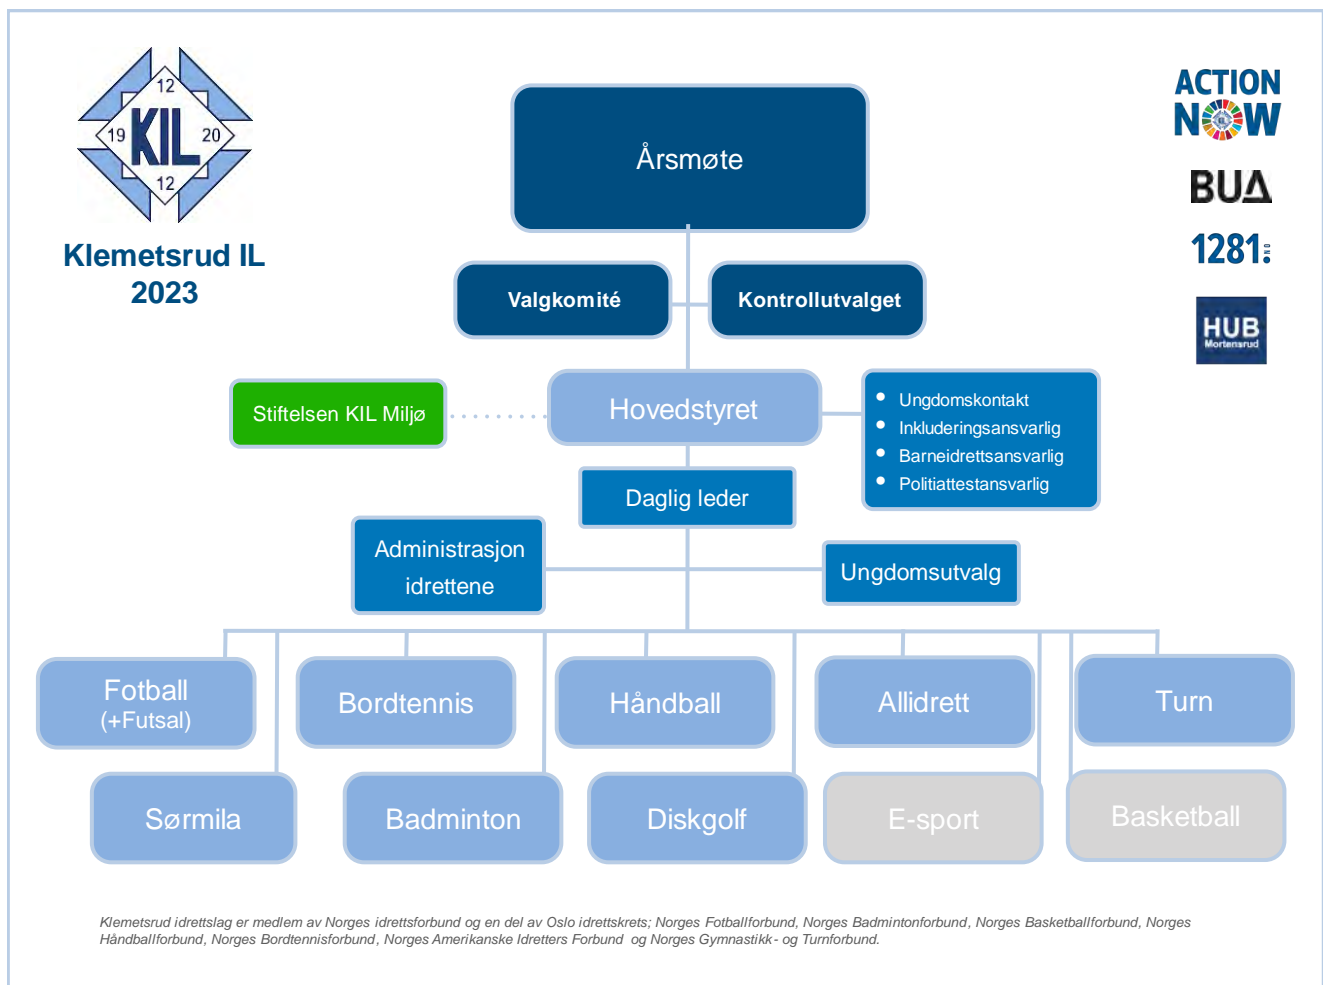 12
19 KIL 20
12
Klemetsrud IL
2023
ACTION
NOW
BUA
1281.NO
HUB
Mortensrud
Årsmøte
Valgkomité
Kontrollutvalget
Stiftelsen KIL Miljø
Hovedstyret
• Ungdomskontakt
• Inkluderingsansvarlig
• Barneidrettsansvarlig
• Politiattestansvarlig
Daglig leder
Administrasjon
idrettene
Ungdomsutvalg
Fotball
(+Futsal)
Bordtennis
Håndball
Allidrett
Turn
Sørmila
Badminton
Diskgolf
E-sport
Basketball
Klemetsrud idrettslag er medlem av Norges idrettsforbund og en del av Oslo idrettskrets; Norges Fotballforbund, Norges Badmintonforbund, Norges Basketballforbund, Norges
Håndballforbund, Norges Bordtennisforbund, Norges Amerikanske Idretters Forbund og Norges Gymnastikk- og Turnforbund.